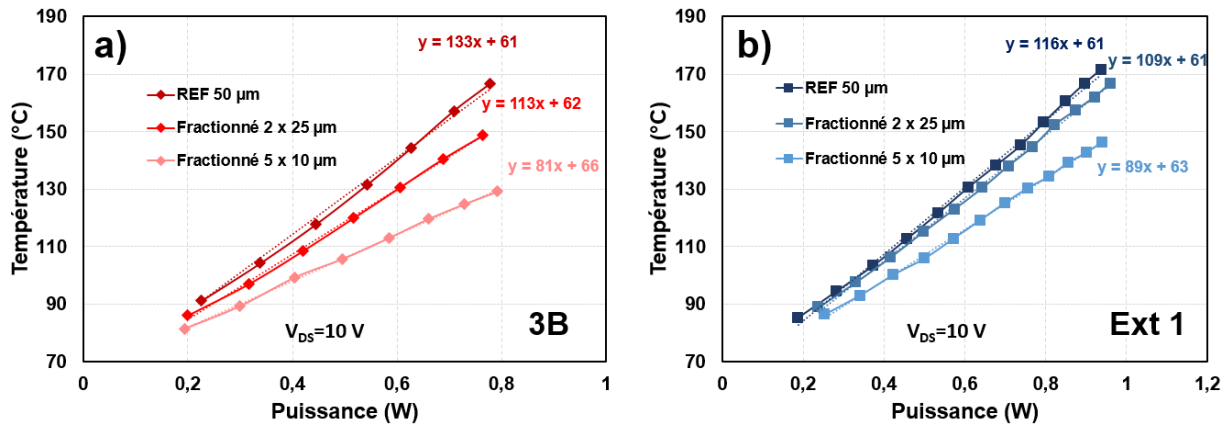 a)
y = 133x + 61
REF 50 µm
Fractionné 2 x 25 µm
Fractionné 5 x 10 µm
y = 113x + 62
y = 81x + 66
V_DS=10 V
3B
Température (°C)
190
170
150
130
110
90
70
0
0,2
0,4
0,6
0,8
1
Puissance (W)
b)
y = 116x + 61
y = 109x + 61
REF 50 µm
Fractionné 2 x 25 µm
Fractionné 5 x 10 µm
y = 89x + 63
V_DS=10 V
Ext 1
Température (°C)
190
170
150
130
110
90
70
0
0,2
0,4
0,6
0,8
1
1,2
Puissance (W)